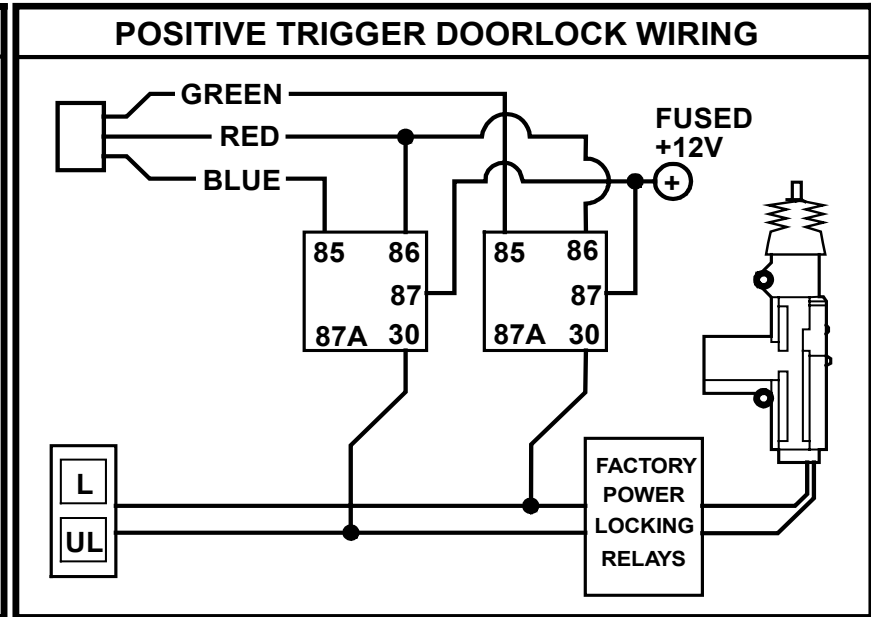 POSITIVE TRIGGER DOORLOCK WIRING
GREEN
RED
BLUE
FUSED
+12V
+
85 86
87
87A 30
85 86
87
87A 30
L
UL
FACTORY
POWER
LOCKING
RELAYS